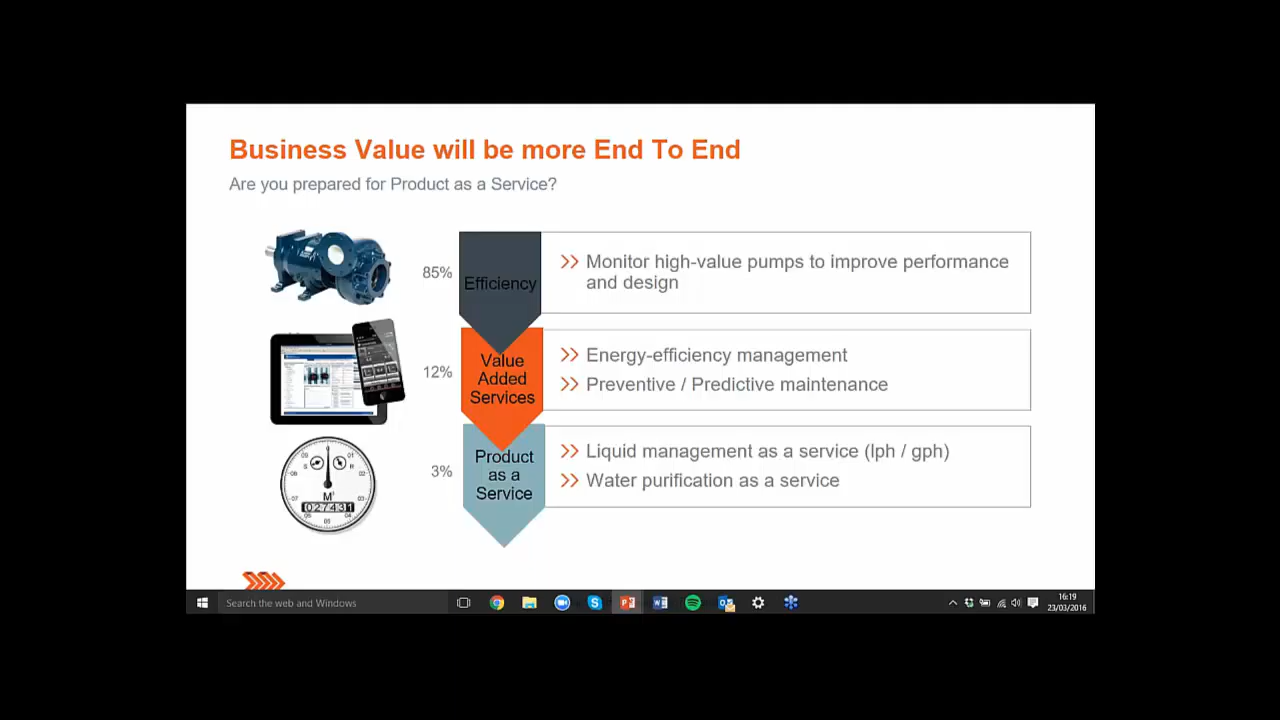 Business Value will be more End To End
Are you prepared for Product as a Service?
85%
Efficiency
Monitor high-value pumps to improve performance
and design
12%
Value
Added
Services
Energy-efficiency management
Preventive / Predictive maintenance
3%
Product
as a
Service
Liquid management as a service (lph / gph)
Water purification as a service
M³
Search the web and Windows
16:19
23/03/2016